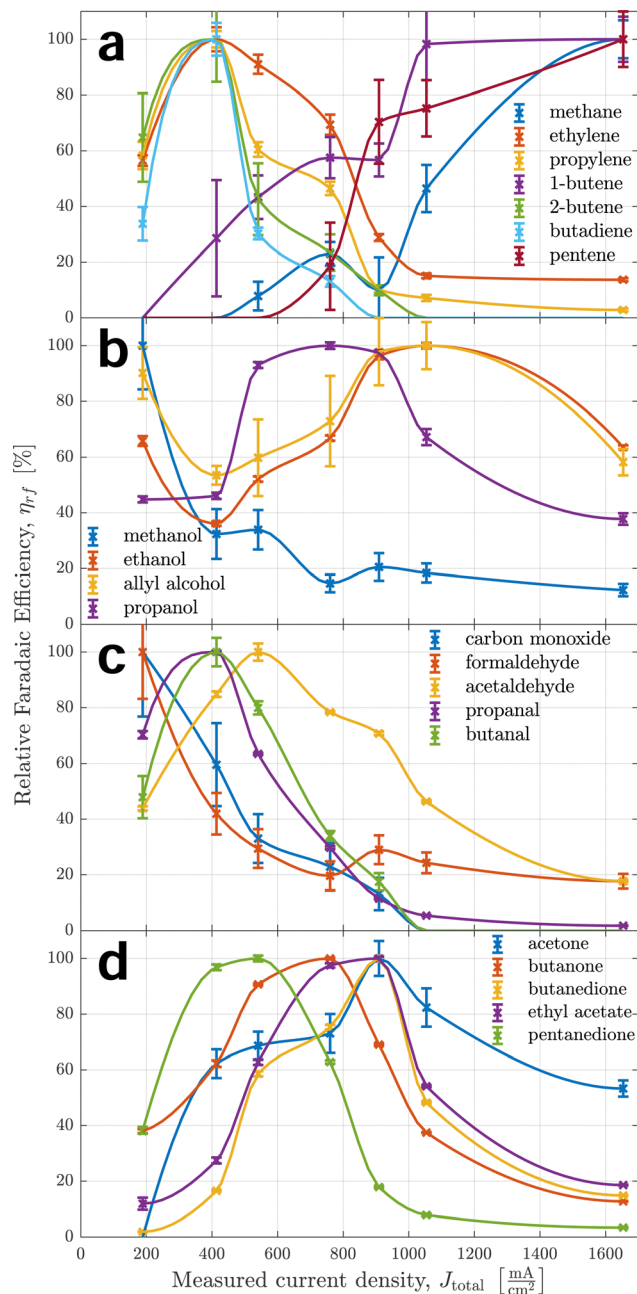 Relative Faradaic Efficiency, η_rf [%]
a
100
80
60
40
20
0
methane
ethylene
propylene
1-butene
2-butene
butadiene
pentene
b
100
80
60
40
20
0
methanol
ethanol
allyl alcohol
propanol
c
100
80
60
40
20
0
carbon monoxide
formaldehyde
acetaldehyde
propanal
butanal
d
100
80
60
40
20
0
acetone
butanone
butanedione
ethyl acetate
pentanedione
0 200 400 600 800 1000 1200 1400 1600
Measured current density, J_total [mA/cm²]